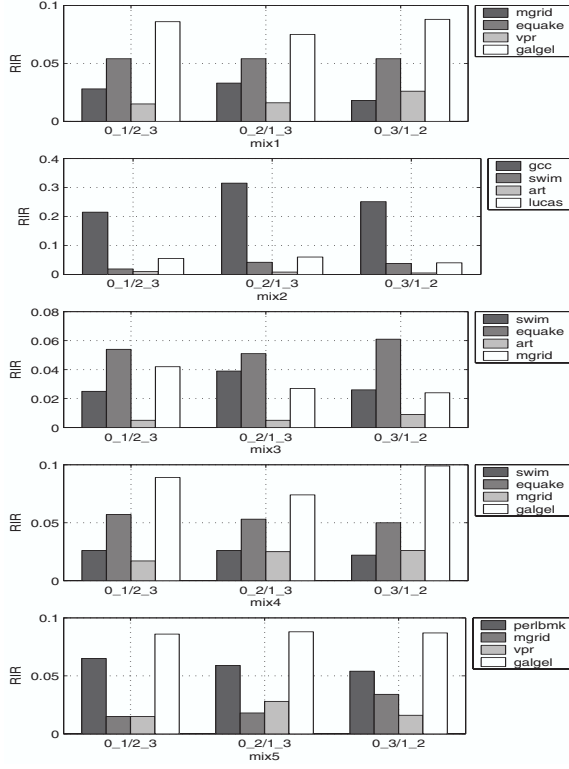 0.1
0.05
0
RIR
0_1/2_3
0_2/1_3
0_3/1_2
mix1
mgrid
equake
vpr
galgel
0.4
0.3
0.2
0.1
0
RIR
0_1/2_3
0_2/1_3
0_3/1_2
mix2
gcc
swim
art
lucas
0.08
0.06
0.04
0.02
0
RIR
0_1/2_3
0_2/1_3
0_3/1_2
mix3
swim
equake
art
mgrid
0.1
0.05
0
RIR
0_1/2_3
0_2/1_3
0_3/1_2
mix4
swim
equake
mgrid
galgel
0.1
0.05
0
RIR
0_1/2_3
0_2/1_3
0_3/1_2
mix5
perlbmk
mgrid
vpr
galgel